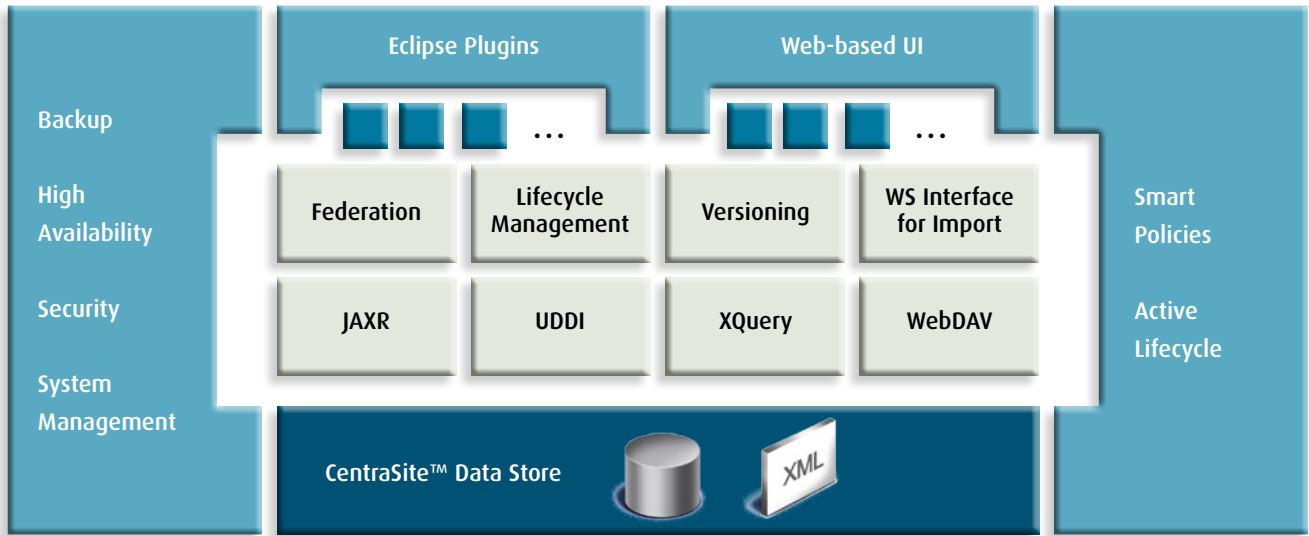 Eclipse Plugins
Web-based UI
Backup
High
Availability
Security
System
Management
...
...
Federation
Lifecycle
Management
Versioning
WS Interface
for Import
JAXR
UDDI
XQuery
WebDAV
Smart
Policies
Active
Lifecycle
CentraSite™ Data Store
XML